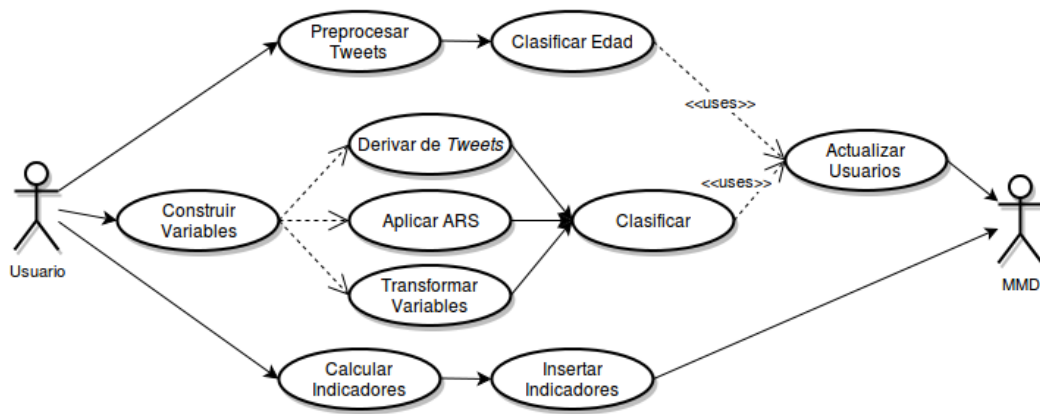 Preprocesar
Tweets
Clasificar Edad
<<uses>>
Derivar de Tweets
Actualizar
Usuarios
<<uses>>
Construir
Variables
Aplicar ARS
Clasificar
Usuario
MMD
Transformar
Variables
Calcular
Indicadores
Insertar
Indicadores